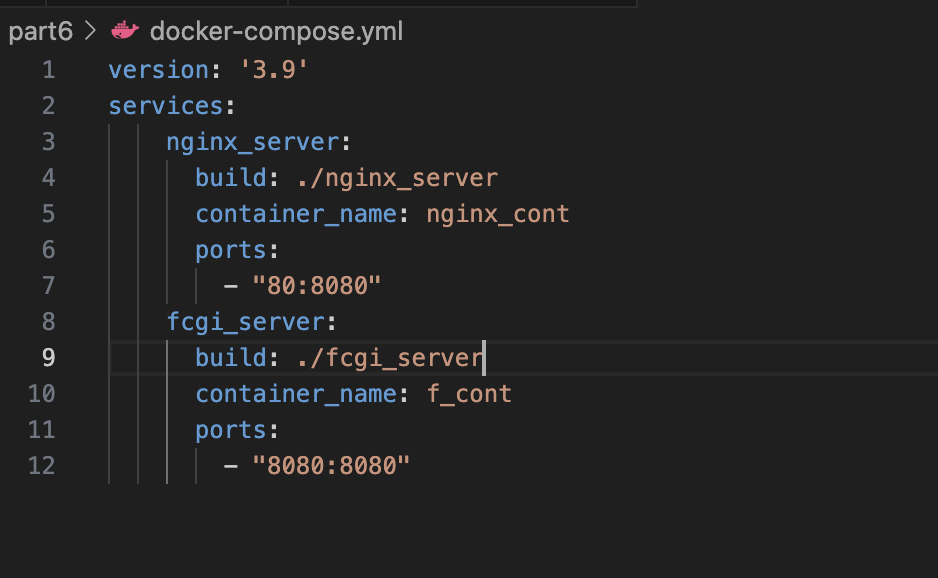 part6 > docker-compose.yml
1 version: '3.9'
2 services:
3 nginx_server:
4 build: ./nginx_server
5 container_name: nginx_cont
6 ports:
7 - "80:8080"
8 fcgi_server:
9 build: ./fcgi_server
10 container_name: f_cont
11 ports:
12 - "8080:8080"